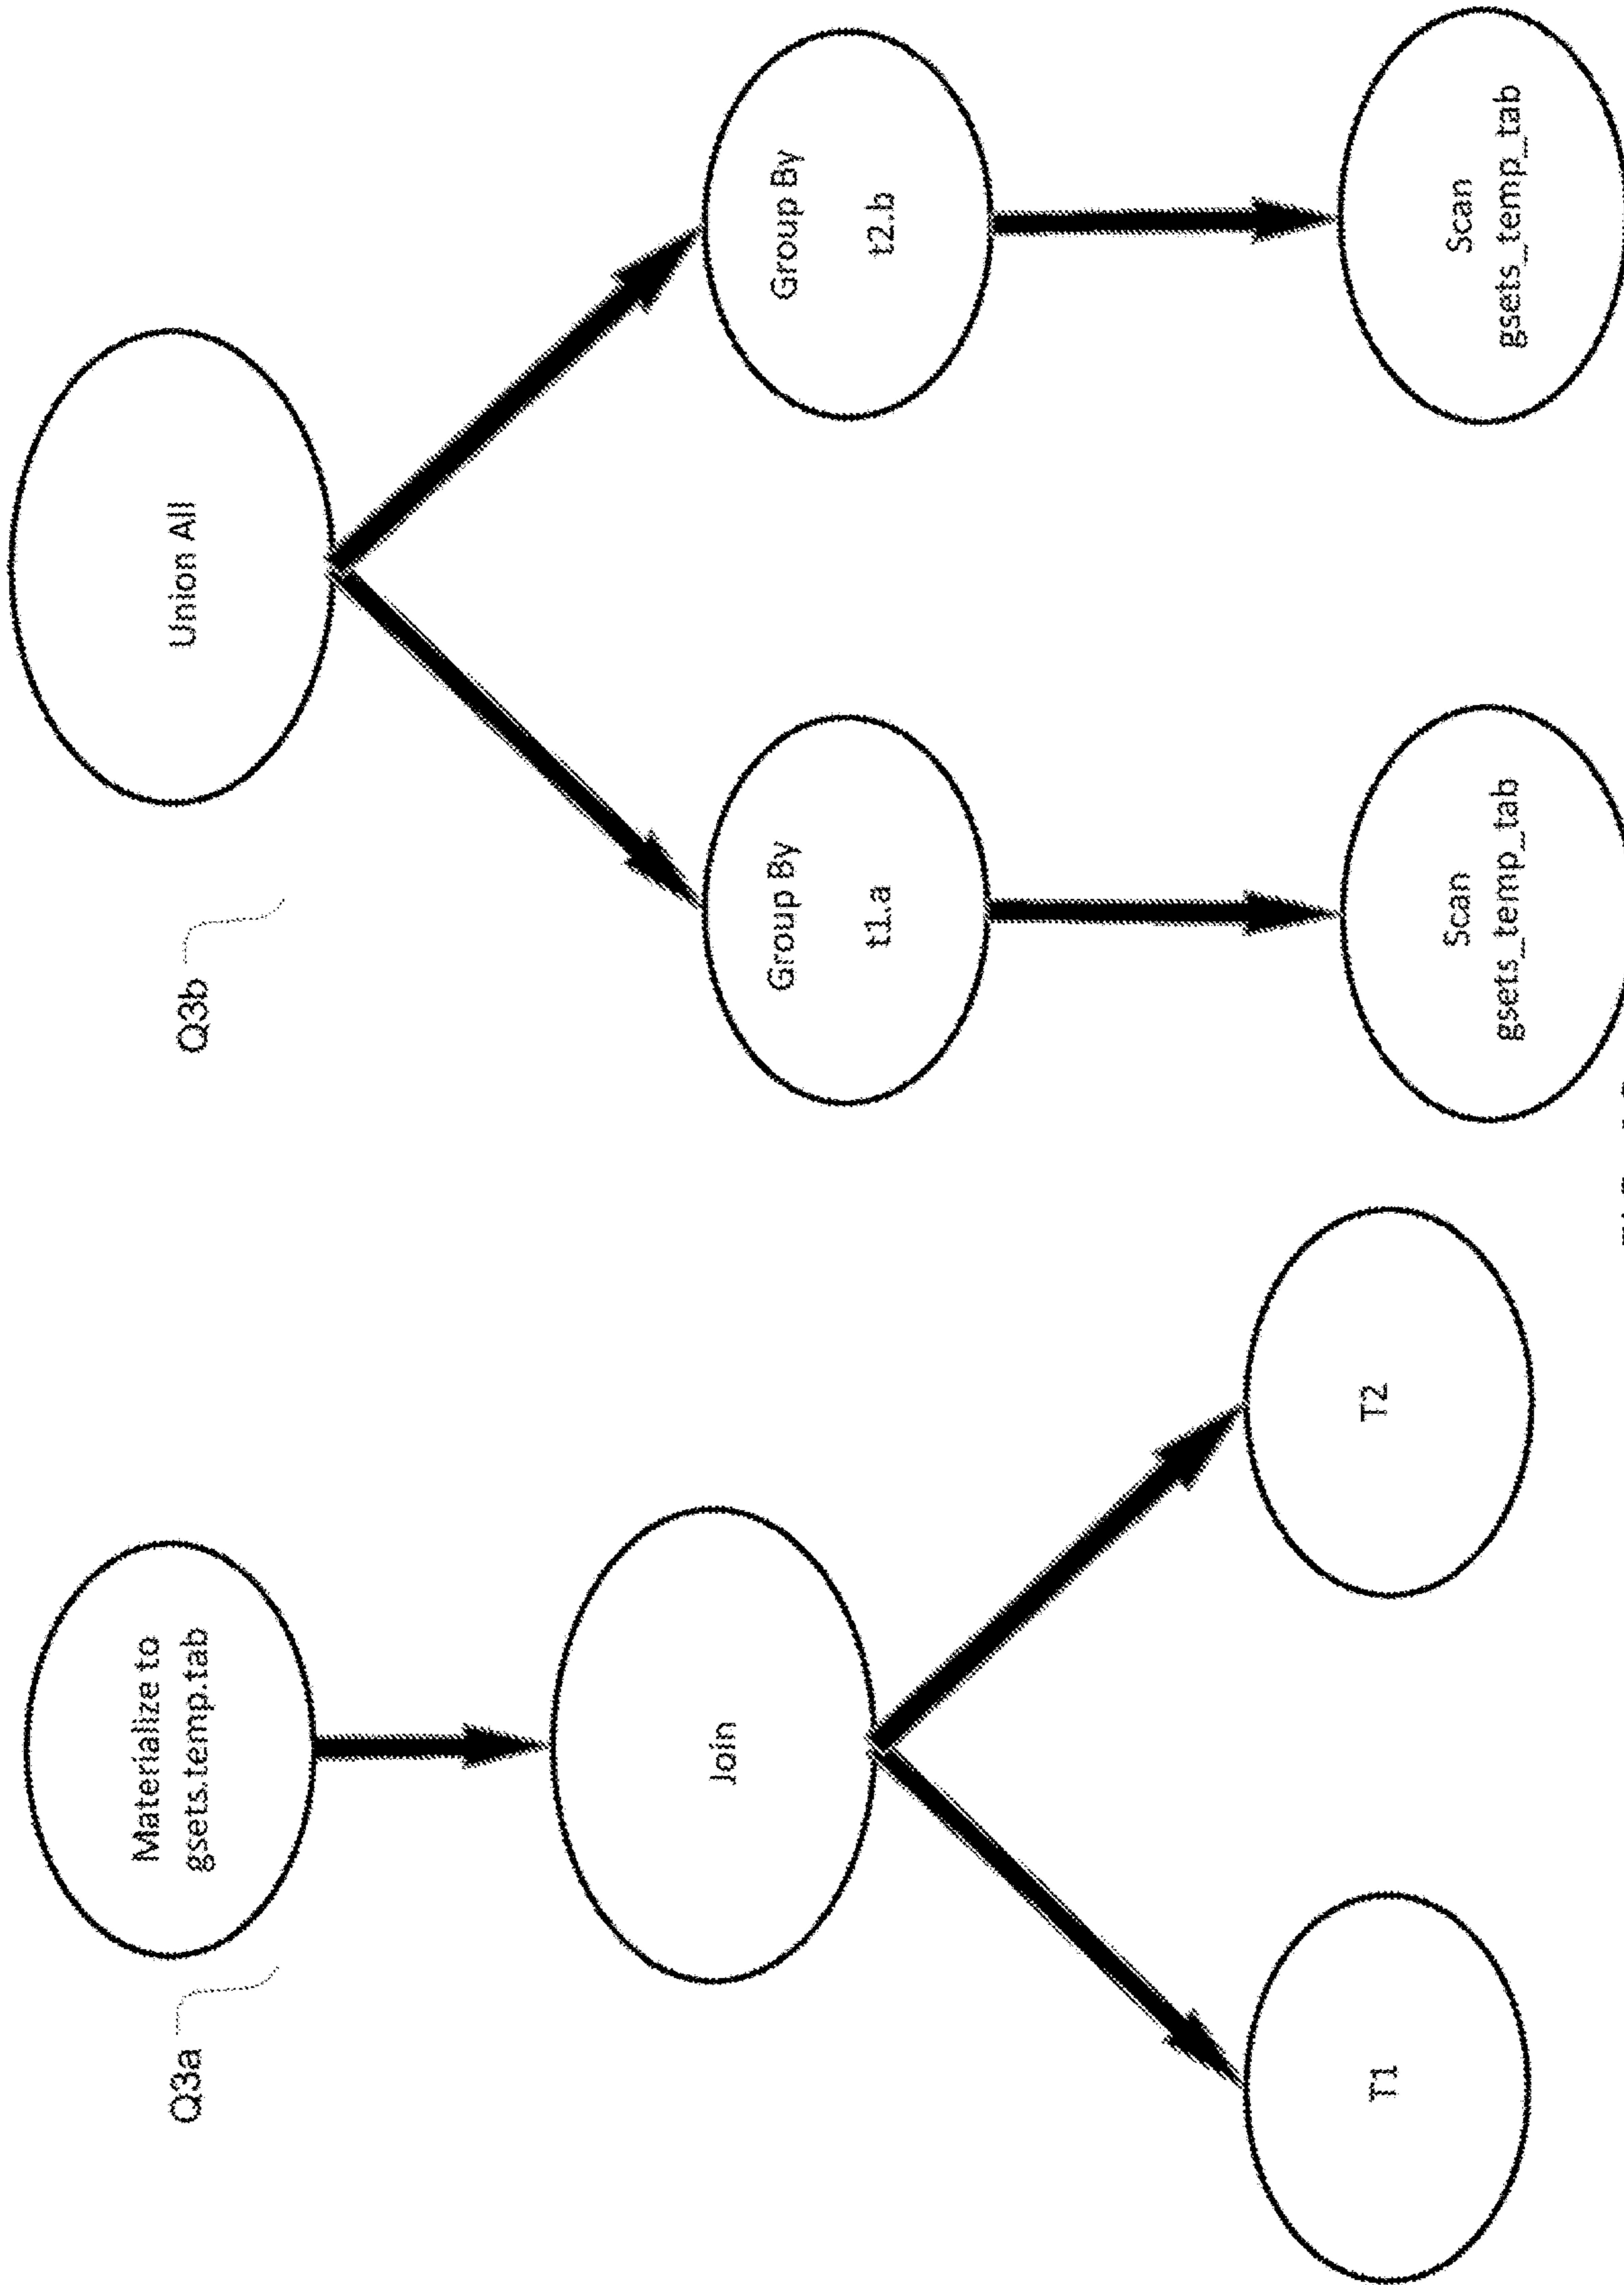 Q3a
Materialize to
gsets.temp.tab
Join
T1
T2
Q3b
Union All
Group By
t1.a
Group By
t2.b
Scan
gsets_temp_tab
Scan
gsets_temp_tab